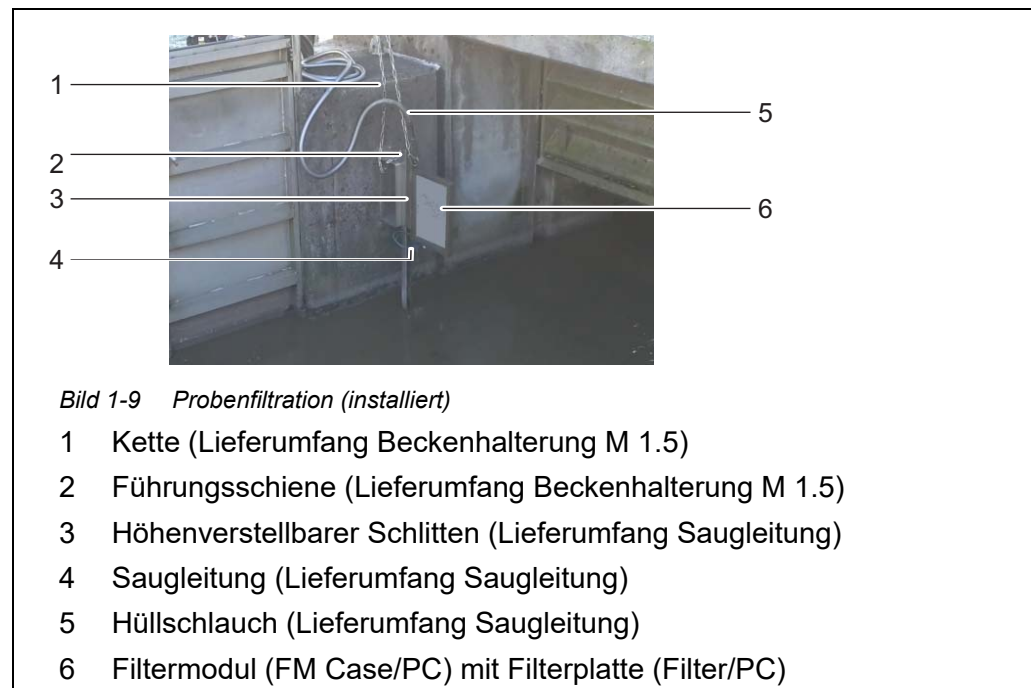 1
2
3
4
5
6
Bild 1-9 Probenfiltration (installiert)
1 Kette (Lieferumfang Beckenhalterung M 1.5)
2 Führungsschiene (Lieferumfang Beckenhalterung M 1.5)
3 Höhenverstellbarer Schlitten (Lieferumfang Saugleitung)
4 Saugleitung (Lieferumfang Saugleitung)
5 Hüllschlauch (Lieferumfang Saugleitung)
6 Filtermodul (FM Case/PC) mit Filterplatte (Filter/PC)